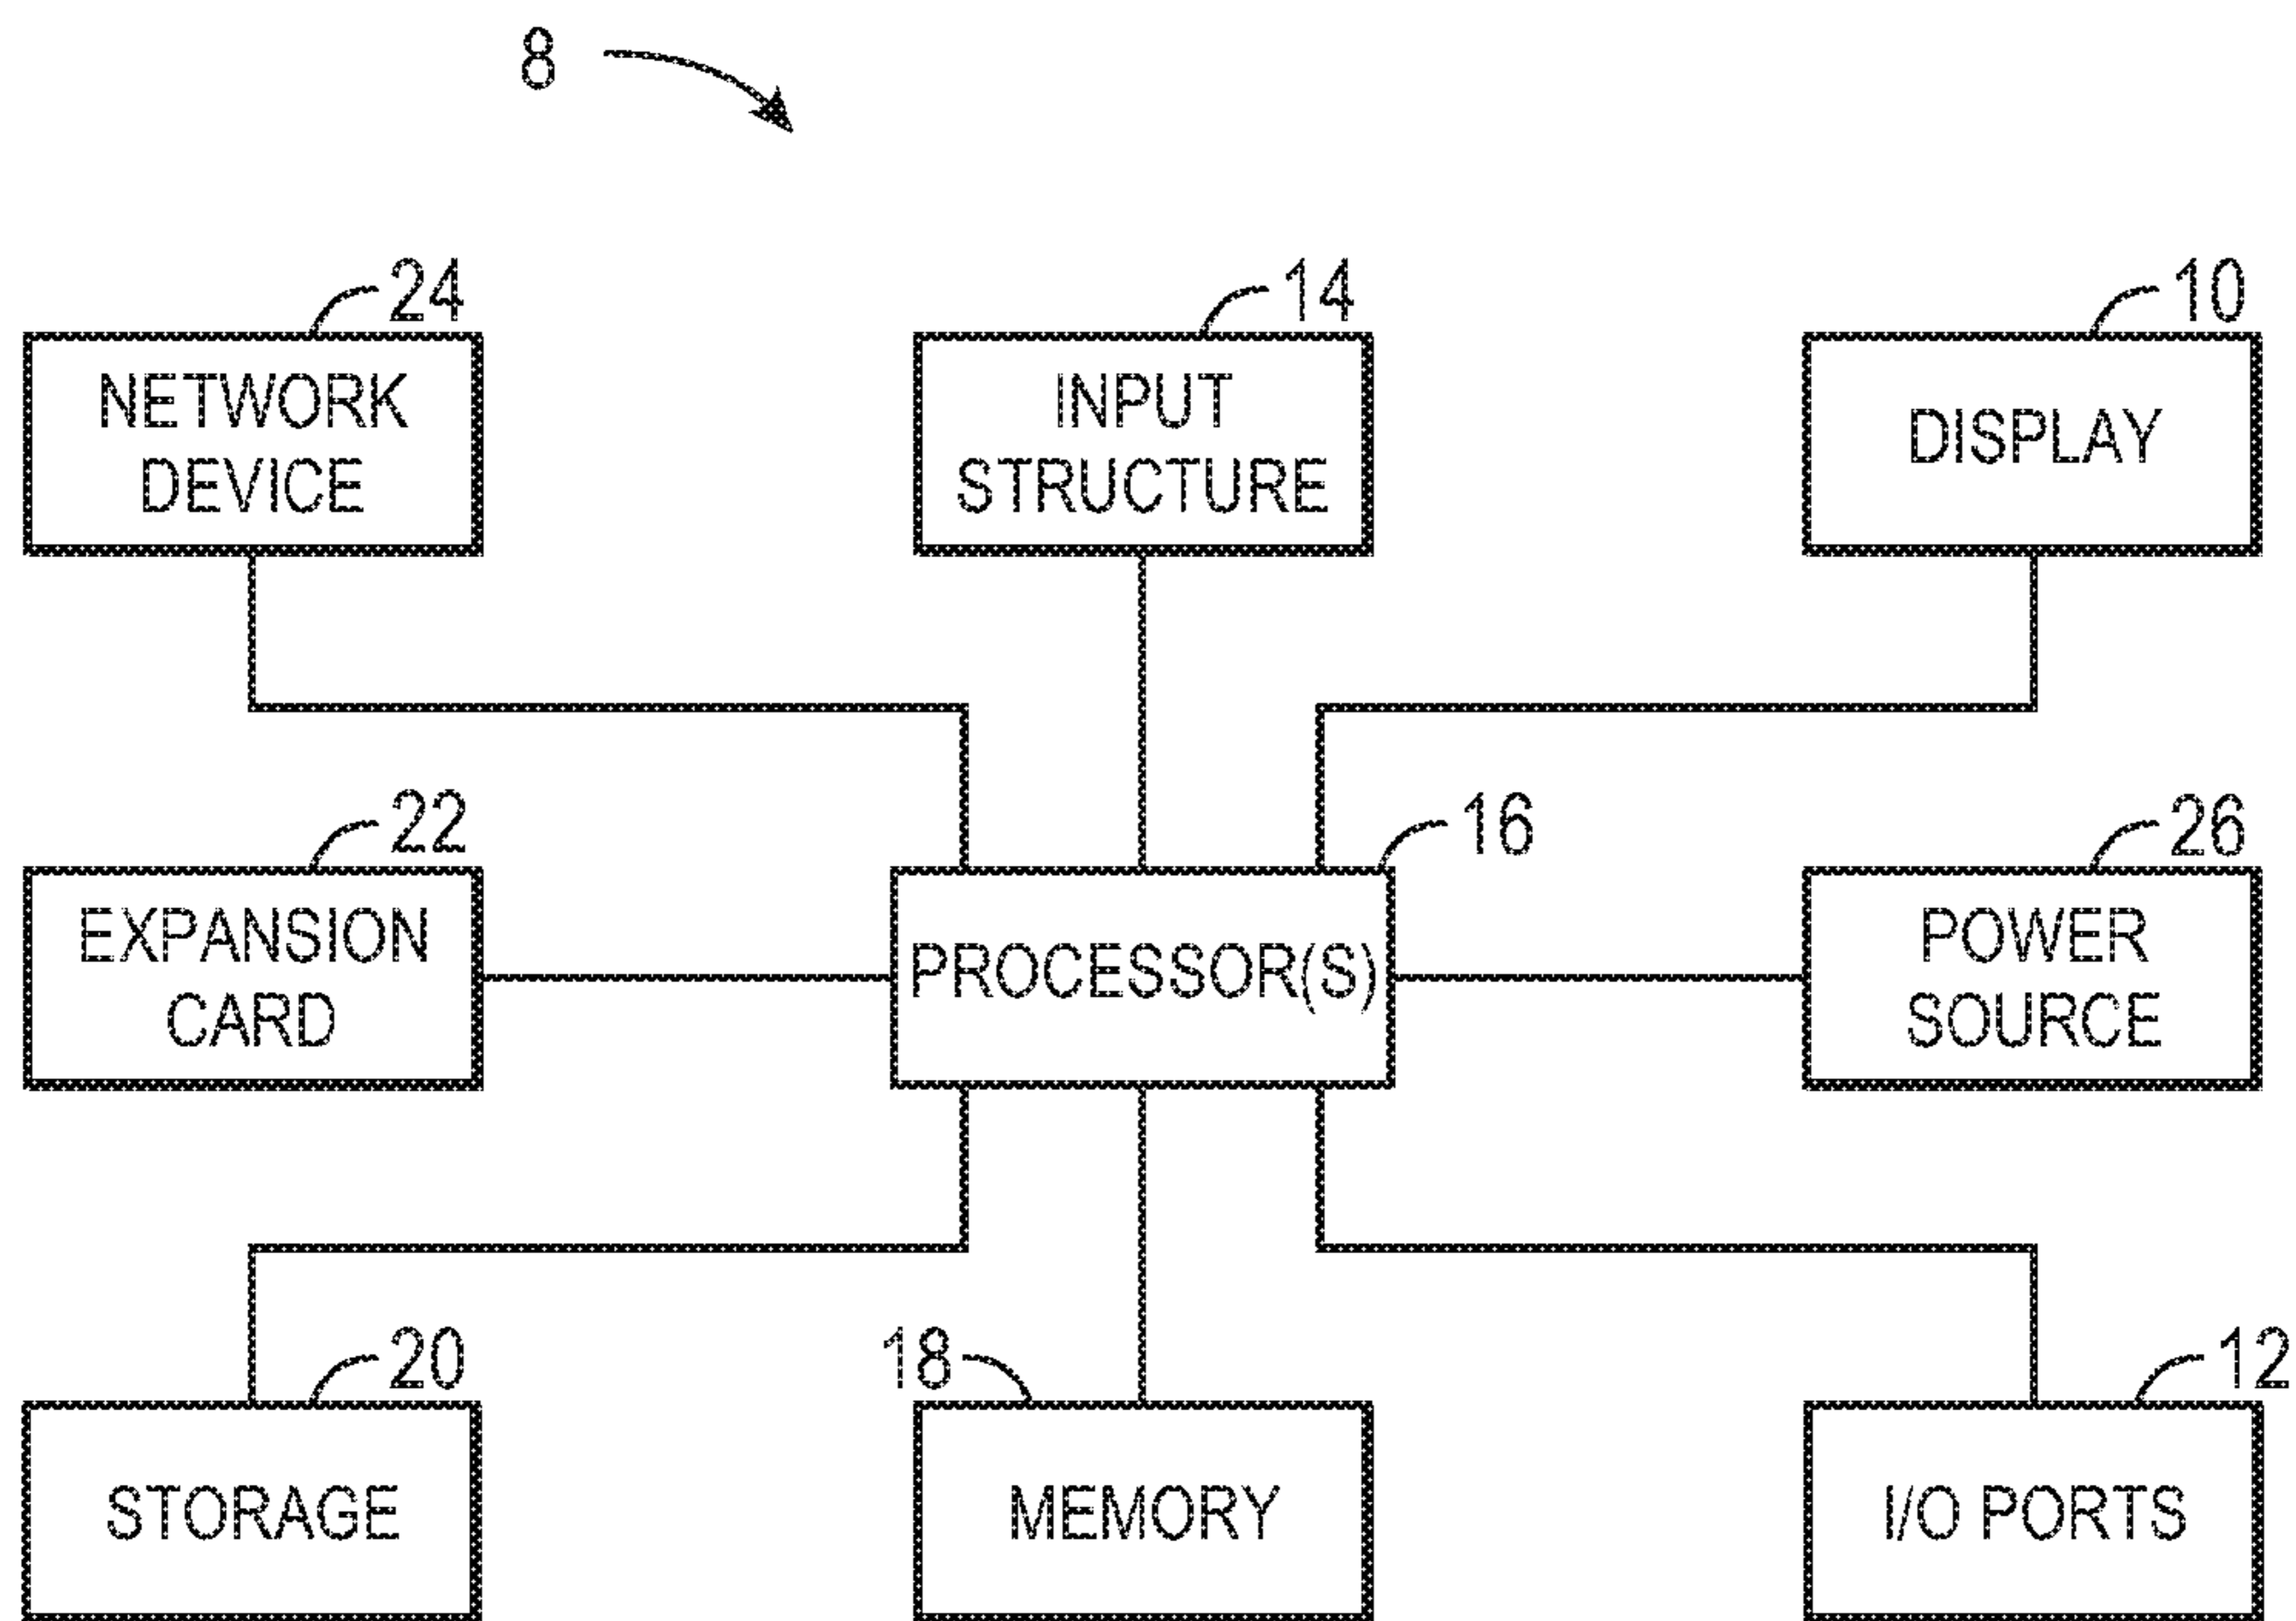 8
24
NETWORK
DEVICE
14
INPUT
STRUCTURE
10
DISPLAY
22
EXPANSION
CARD
16
PROCESSOR(S)
26
POWER
SOURCE
20
STORAGE
18
MEMORY
12
I/O PORTS